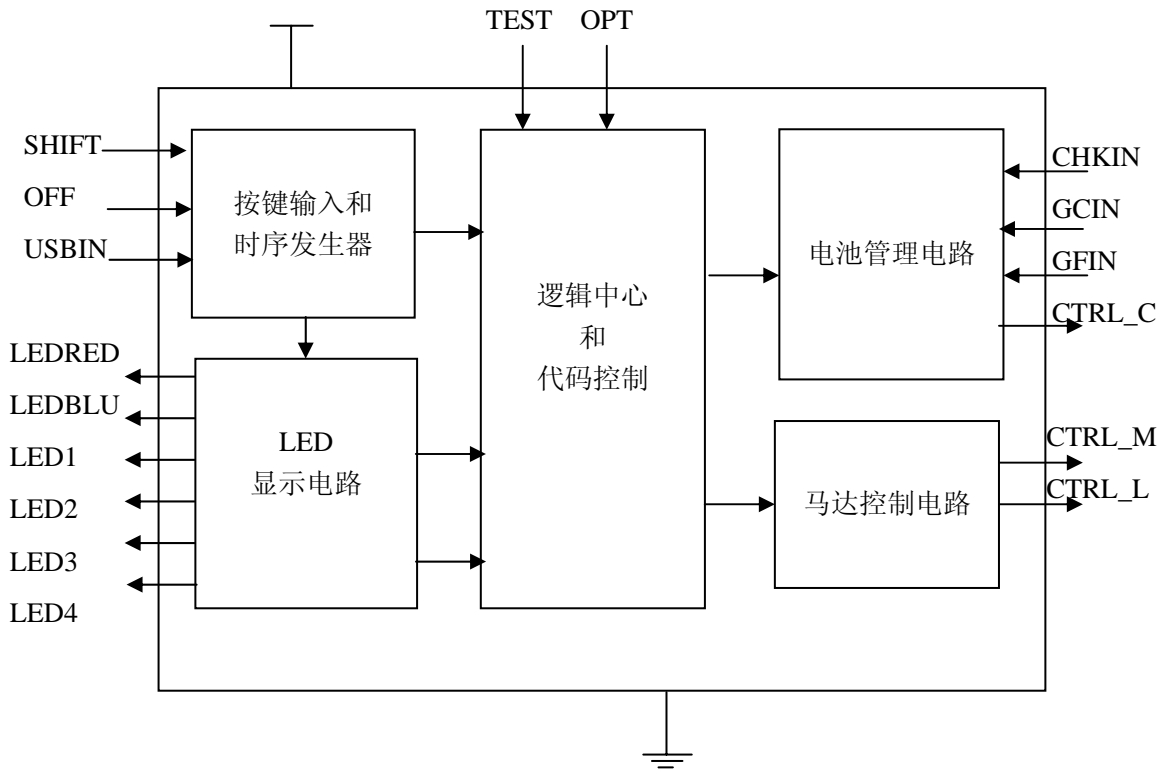 TEST OPT
SHIFT
OFF
USBIN
按键输入和
时序发生器
逻辑中心
和
代码控制
电池管理电路
CHKIN
GCIN
GFIN
CTRL_C
LEDRED
LEDBLU
LED1
LED2
LED3
LED4
LED
显示电路
马达控制电路
CTRL_M
CTRL_L